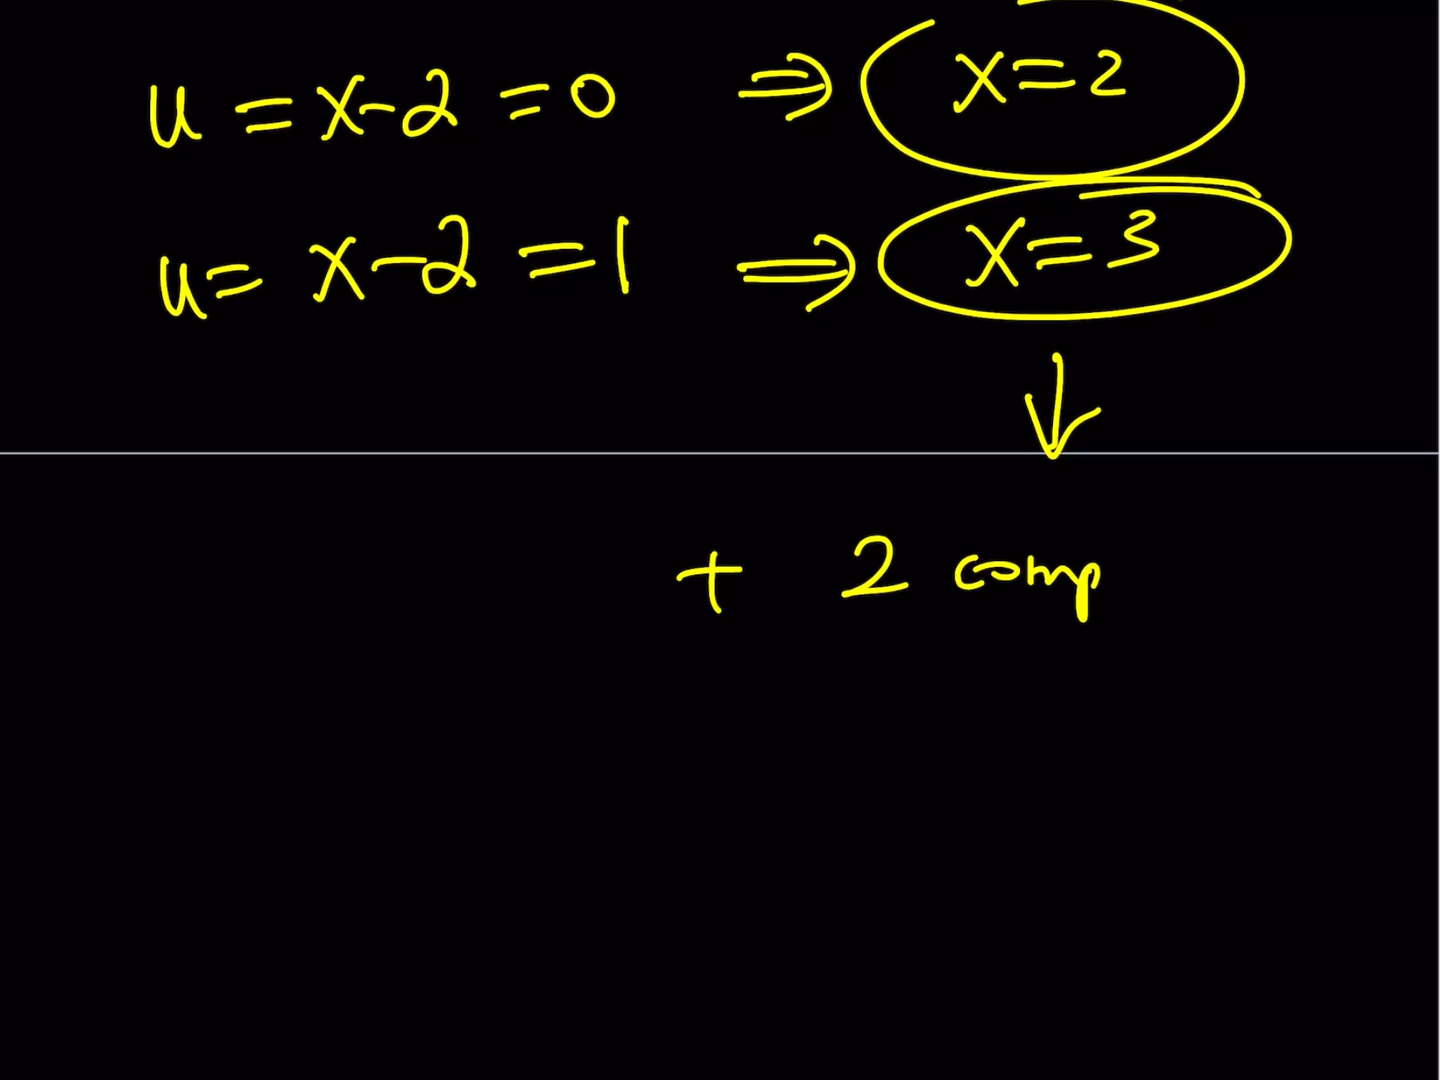 u = x-2 = 0 ⇒ x=2
u = x-2 = 1 ⇒ x=3
+ 2 comp